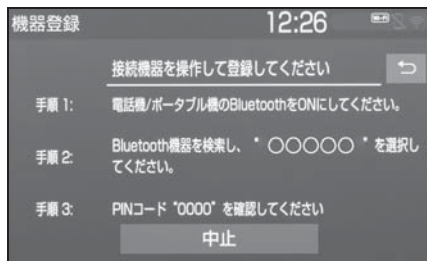 機器登録 12:26 Wi-Fi
接続機器を操作して登録してください
手順 1: 電話機/ポータブル機のBluetoothをONにしてください。
手順 2: Bluetooth機器を検索し、" ○○○○○ "を選択し
てください。
手順 3: PINコード "0000" を確認してください
中止